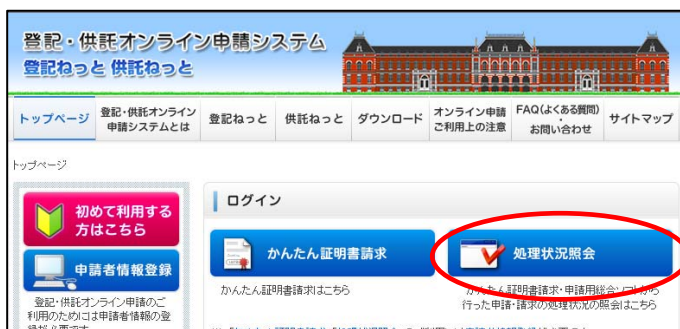 登記・供託オンライン申請システム
登記ねっと 供託ねっと
トップページ
登記・供託オンライン
申請システムとは
登記ねっと
供託ねっと
ダウンロード
オンライン申請
ご利用上の注意
FAQ(よくある質問)
・
お問い合わせ
サイトマップ
トップページ
初めて利用する
方はこちら
申請者情報登録
登記・供託オンライン申請のご
利用のためには申請者情報の登
録が必要です
ログイン
かんたん証明書請求
かんたん証明書請求はこちら
処理状況照会
かんたん証明書請求・申請用総合ソフトから
行った申請・請求の処理状況の照会はこちら